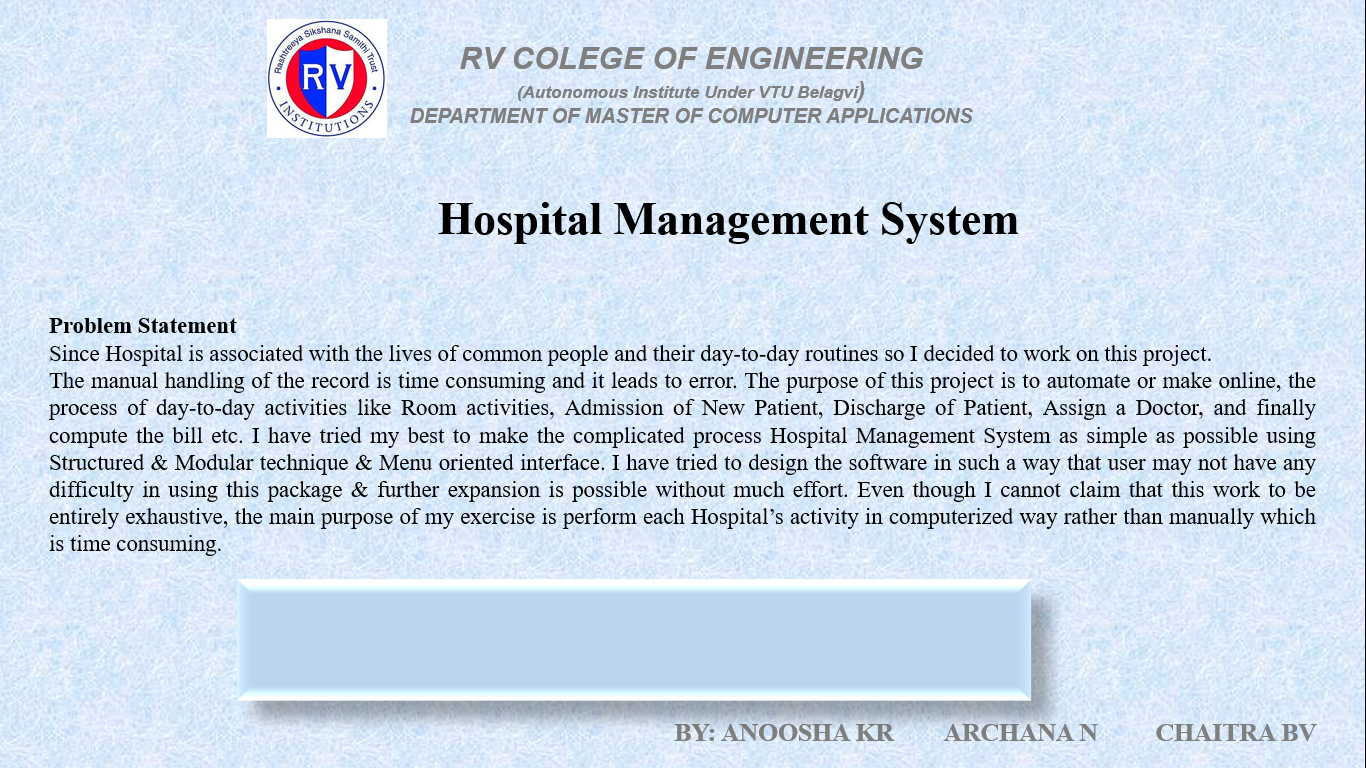 Rashtreeya Sikshana Samithi Trust
RV
INSTITUTIONS
RV COLEGE OF ENGINEERING
(Autonomous Institute Under VTU Belagvi)
DEPARTMENT OF MASTER OF COMPUTER APPLICATIONS
Hospital Management System
Problem Statement
Since Hospital is associated with the lives of common people and their day-to-day routines so I decided to work on this project.
The manual handling of the record is time consuming and it leads to error. The purpose of this project is to automate or make online, the
process of day-to-day activities like Room activities, Admission of New Patient, Discharge of Patient, Assign a Doctor, and finally
compute the bill etc. I have tried my best to make the complicated process Hospital Management System as simple as possible using
Structured & Modular technique & Menu oriented interface. I have tried to design the software in such a way that user may not have any
difficulty in using this package & further expansion is possible without much effort. Even though I cannot claim that this work to be
entirely exhaustive, the main purpose of my exercise is perform each Hospital’s activity in computerized way rather than manually which
is time consuming.
BY: ANOOSHA KR ARCHANA N CHAITRA BV